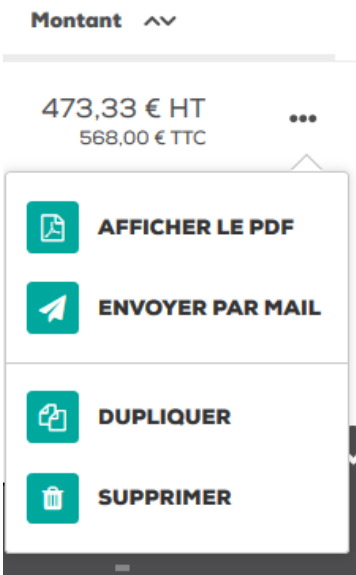 Montant
473,33 € HT
568,00 € TTC
AFFICHER LE PDF
ENVOYER PAR MAIL
DUPLIQUER
SUPPRIMER